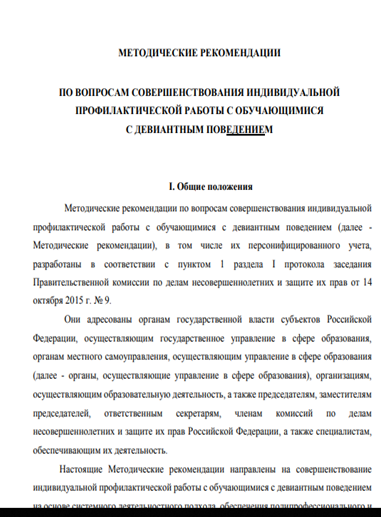 МЕТОДИЧЕСКИЕ РЕКОМЕНДАЦИИ
ПО ВОПРОСАМ СОВЕРШЕНСТВОВАНИЯ ИНДИВИДУАЛЬНОЙ
ПРОФИЛАКТИЧЕСКОЙ РАБОТЫ С ОБУЧАЮЩИМИСЯ
С ДЕВИАНТНЫМ ПОВЕДЕНИЕМ
I. Общие положения
Методические рекомендации по вопросам совершенствования индивидуальной
профилактической работы с обучающимися с девиантным поведением (далее -
Методические рекомендации), в том числе их персонифицированного учета,
разработаны в соответствии с пунктом 1 раздела I протокола заседания
Правительственной комиссии по делам несовершеннолетних и защите их прав от 14
октября 2015 г. № 9.
Они адресованы органам государственной власти субъектов Российской
Федерации, осуществляющим государственное управление в сфере образования,
органам местного самоуправления, осуществляющим управление в сфере образования
(далее - органы, осуществляющие управление в сфере образования), организациям,
осуществляющим образовательную деятельность, а также председателям, заместителям
председателей, ответственным секретарям, членам комиссий по делам
несовершеннолетних и защите их прав Российской Федерации, а также специалистам,
обеспечивающим их деятельность.
Настоящие Методические рекомендации направлены на совершенствование
индивидуальной профилактической работы с обучающимися с девиантным поведением
на основе системного деятельностного подхода, обеспечения полипрофессионального и